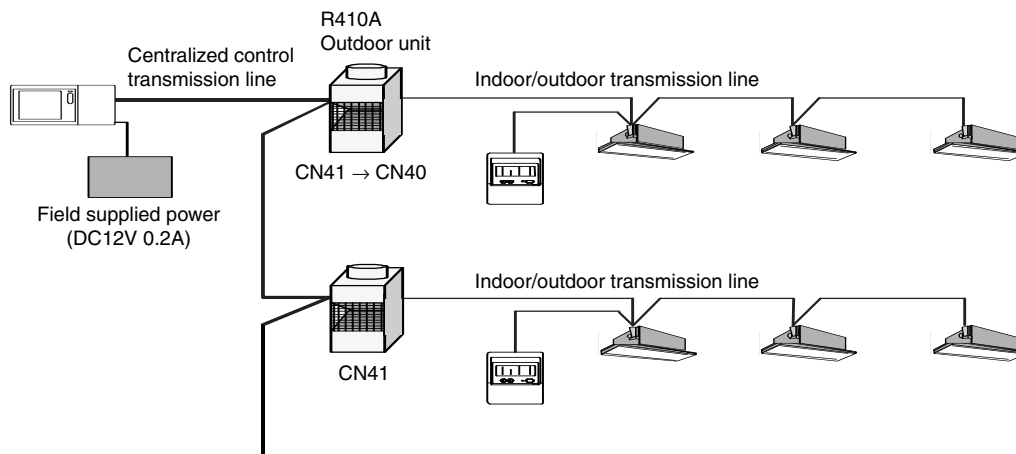 R410A
Outdoor unit
Centralized control
transmission line
Indoor/outdoor transmission line
CN41 → CN40
Field supplied power
(DC12V 0.2A)
Indoor/outdoor transmission line
CN41